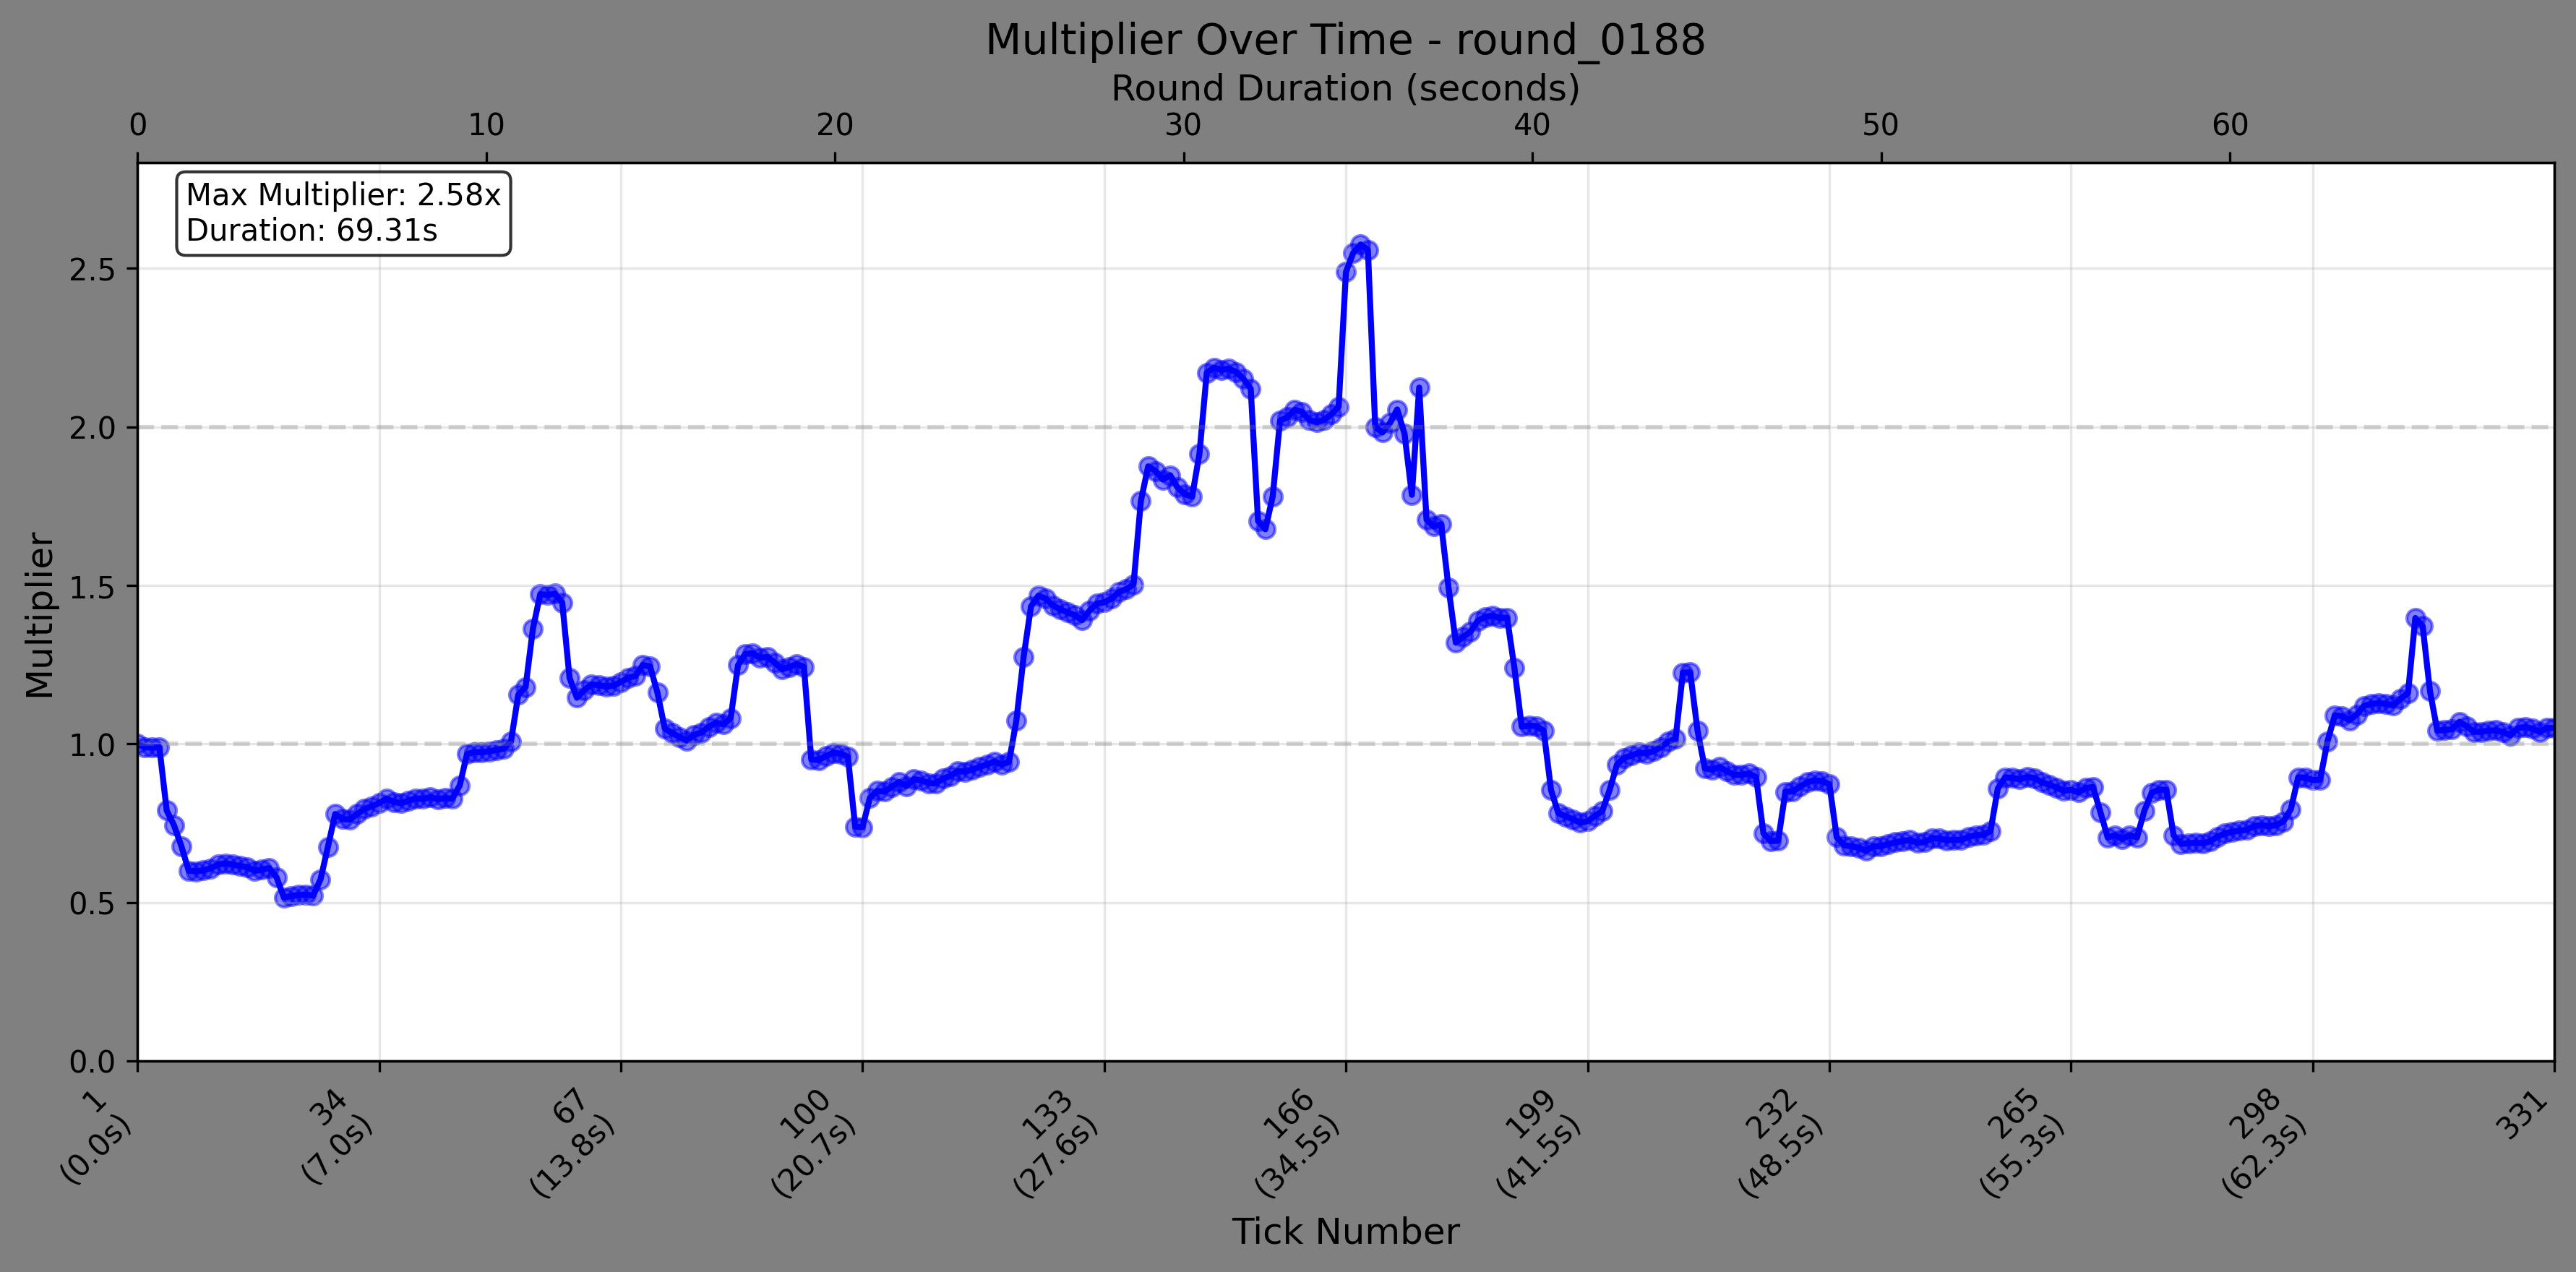 Multiplier Over Time - round_0188
Round Duration (seconds)
0 10 20 30 40 50 60
Max Multiplier: 2.58x
Duration: 69.31s
Multiplier
2.5
2.0
1.5
1.0
0.5
0.0
1
(0.0s)
34
(7.0s)
67
(13.8s)
100
(20.7s)
133
(27.6s)
166
(34.5s)
199
(41.5s)
232
(48.5s)
265
(55.3s)
298
(62.3s)
331
Tick Number